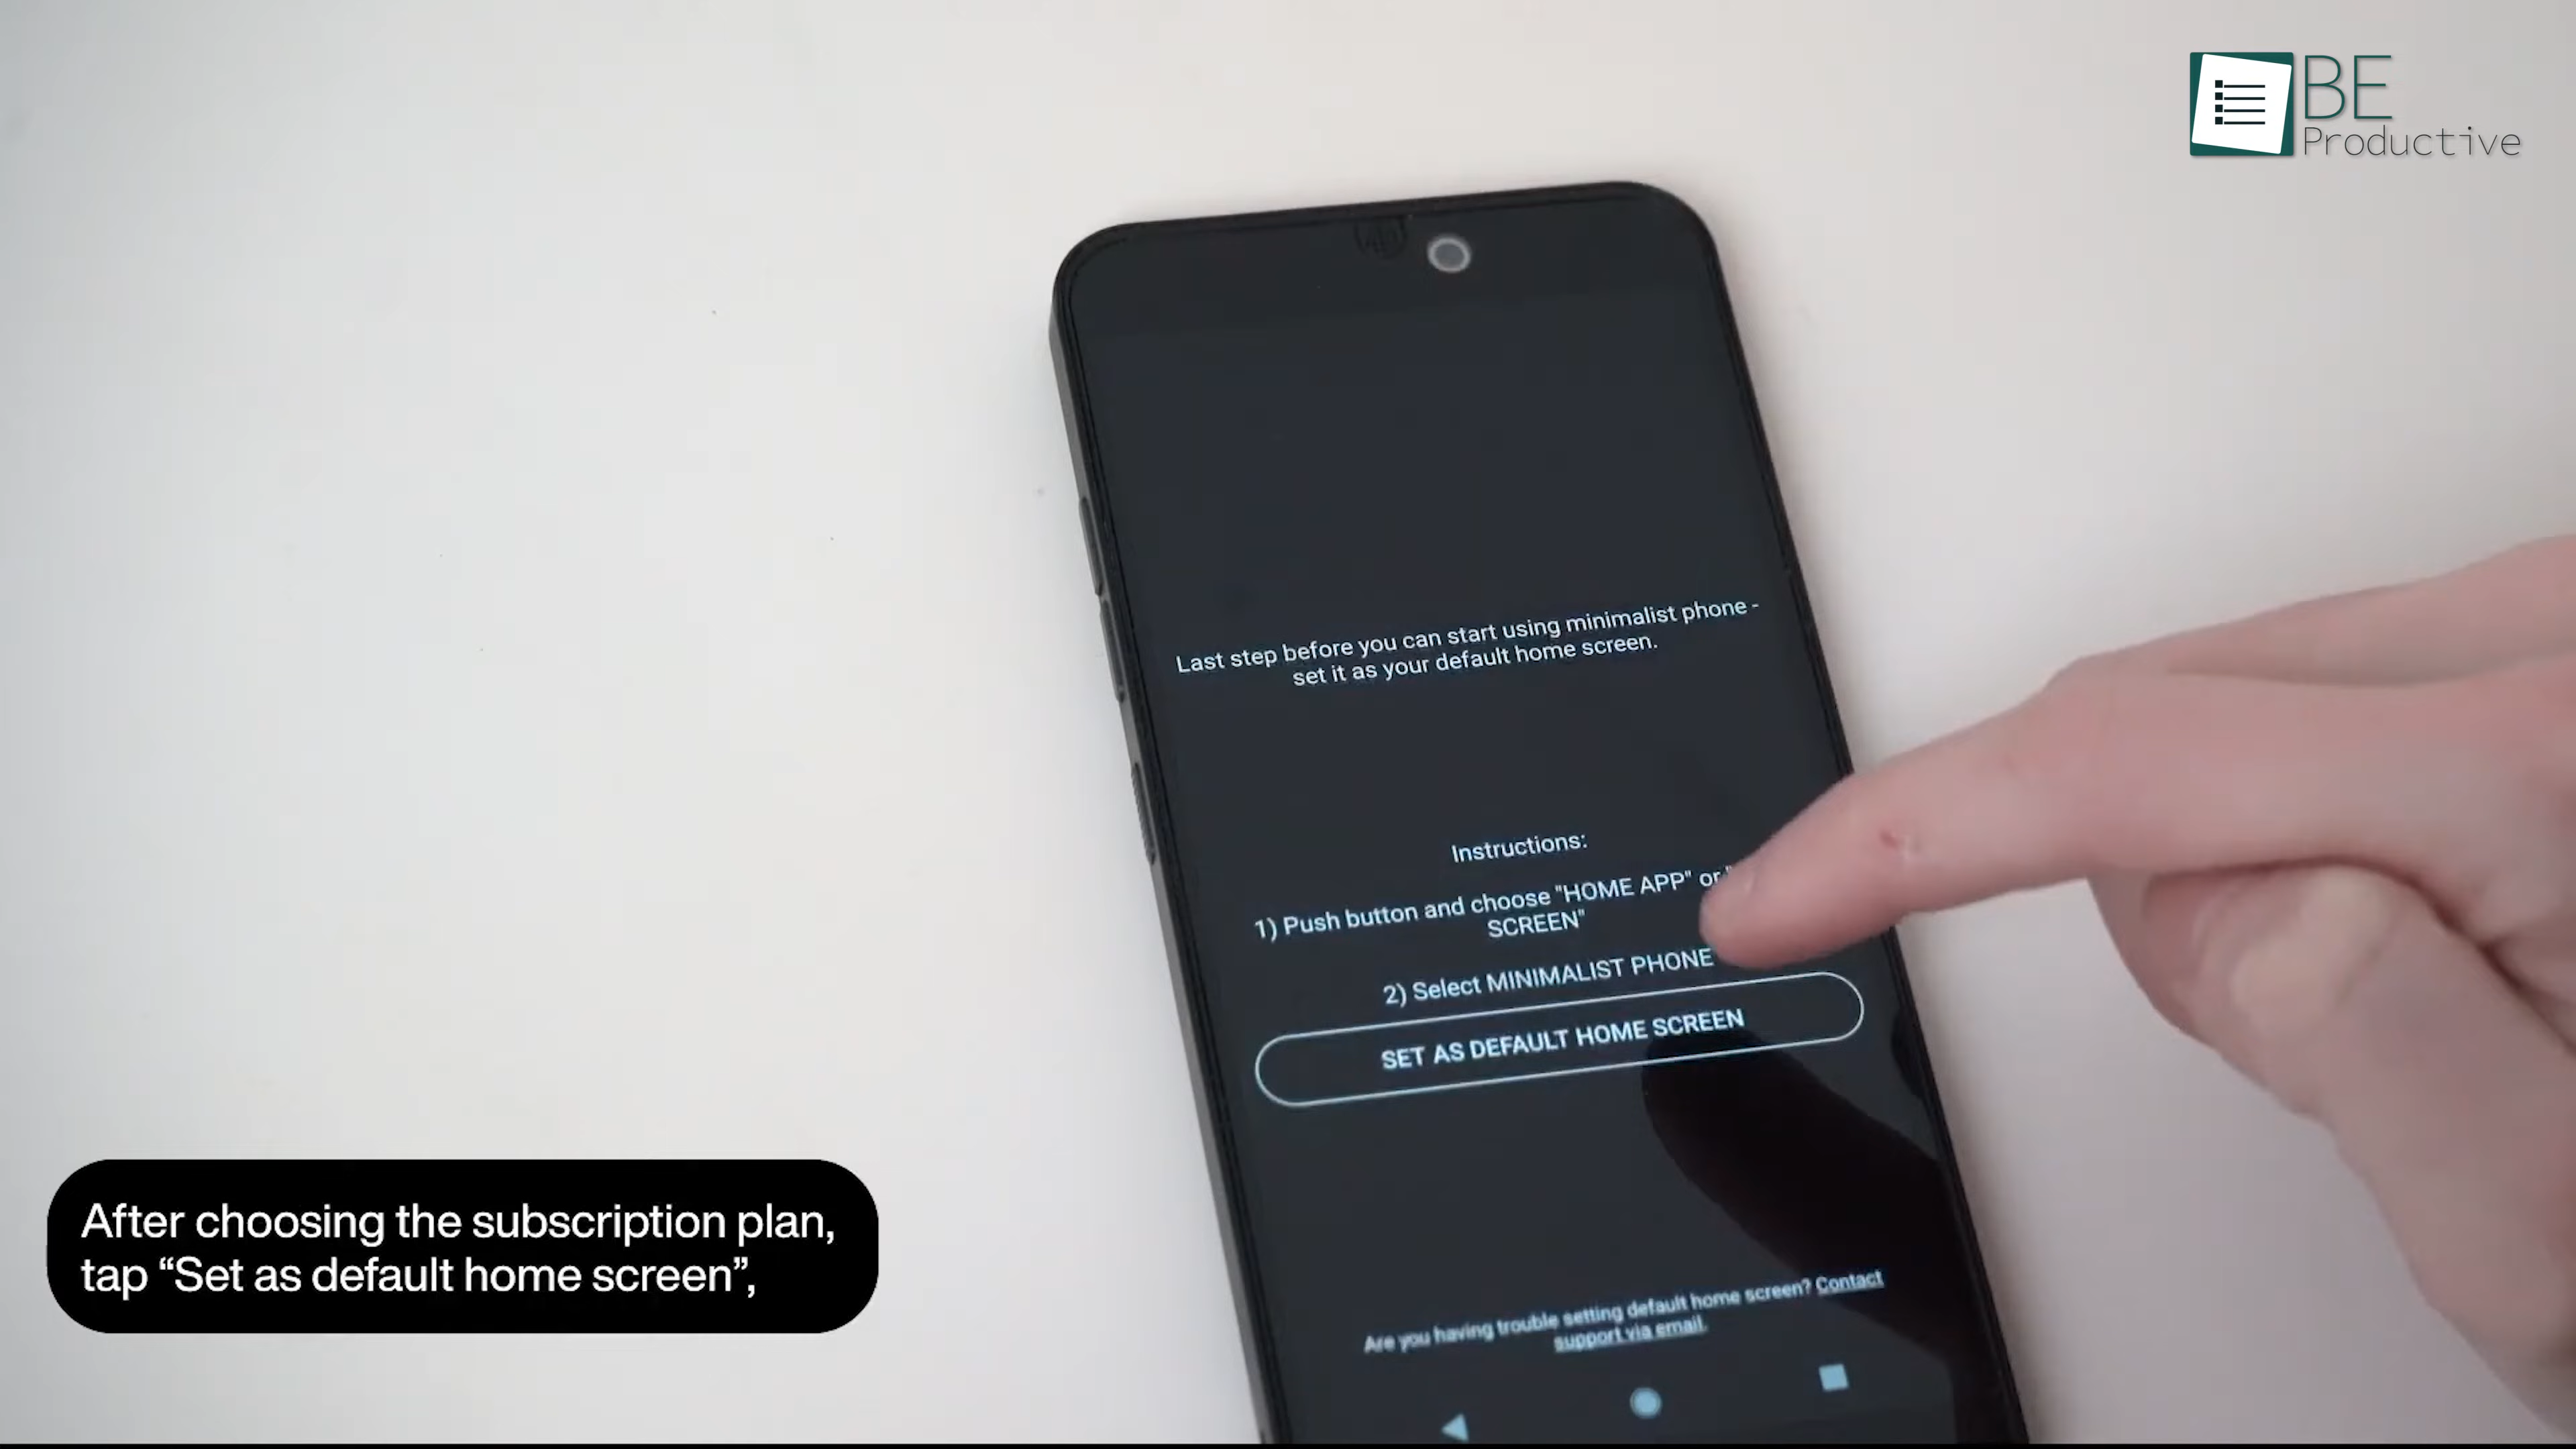 BE
Productive
Last step before you can start using minimalist phone -
set it as your default home screen.
Instructions:
1) Push button and choose "HOME APP" or "
SCREEN"
2) Select MINIMALIST PHONE
SET AS DEFAULT HOME SCREEN
Are you having trouble setting default home screen? Contact
support via email.
After choosing the subscription plan,
tap “Set as default home screen”,